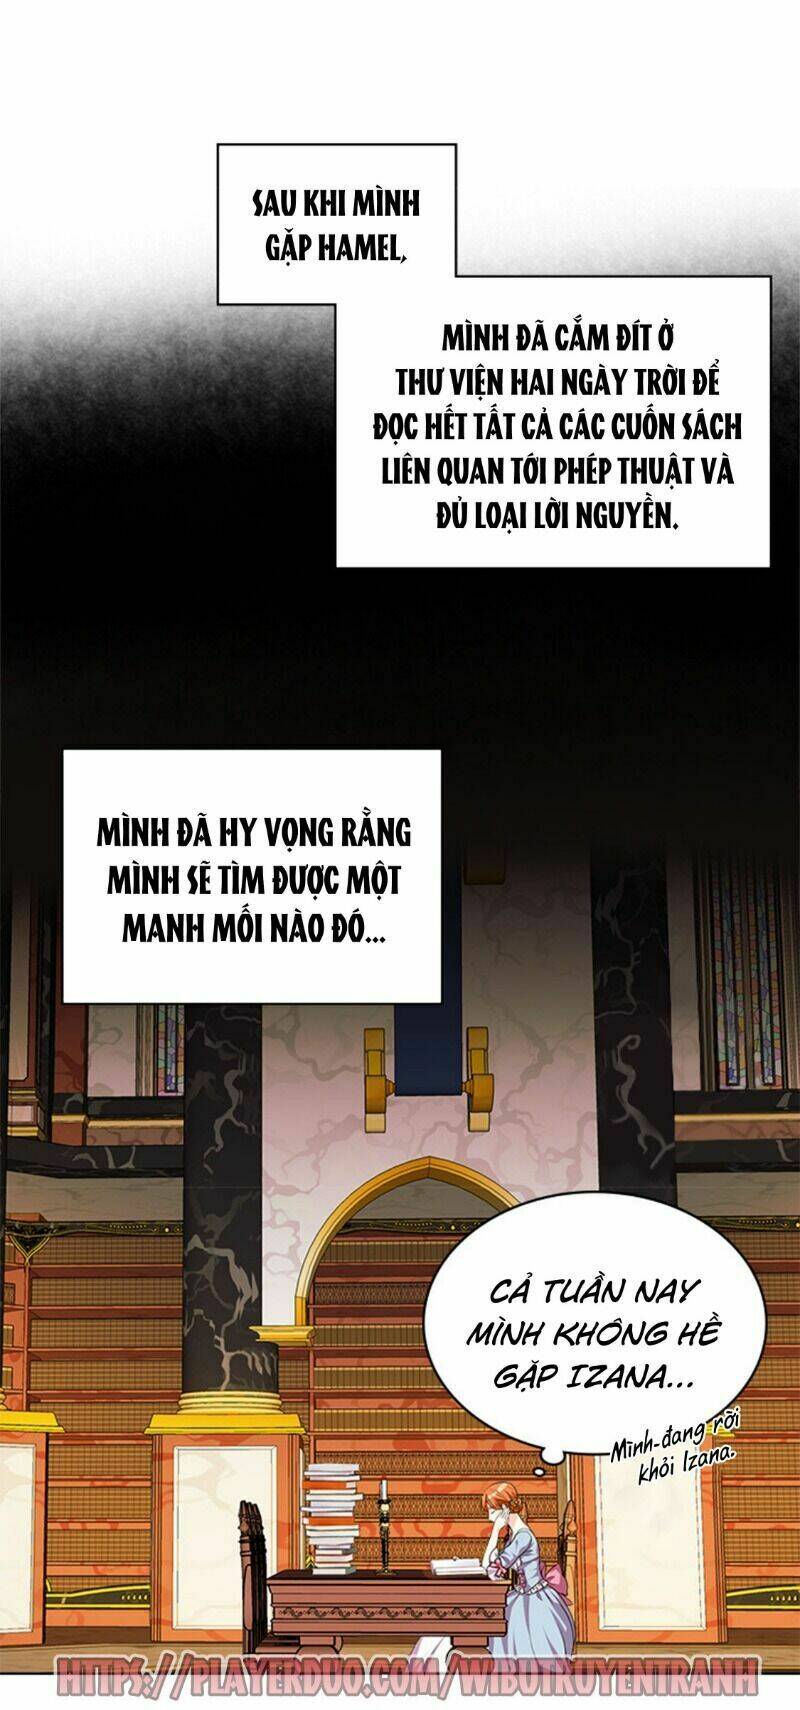 SAU KHI MÌNH
GẶP HAMEL,
MÌNH ĐÃ CẮM ĐÍT Ở
THƯ VIỆN HAI NGÀY TRỜI ĐỂ
ĐỌC HẾT TẤT CẢ CÁC CUỐN SÁCH
LIÊN QUAN TỚI PHÉP THUẬT VÀ
ĐỦ LOẠI LỜI NGUYỀN.
MÌNH ĐÃ HY VỌNG RẰNG
MÌNH SẼ TÌM ĐƯỢC MỘT
MANH MỐI NÀO ĐÓ...
CẢ TUẦN NAY
MÌNH KHÔNG HỀ
GẶP IZANA...
Mình đang rời
khỏi Izana.
HTTPS://PLAYERDUO.COM/WIBUTRUYENTRANH